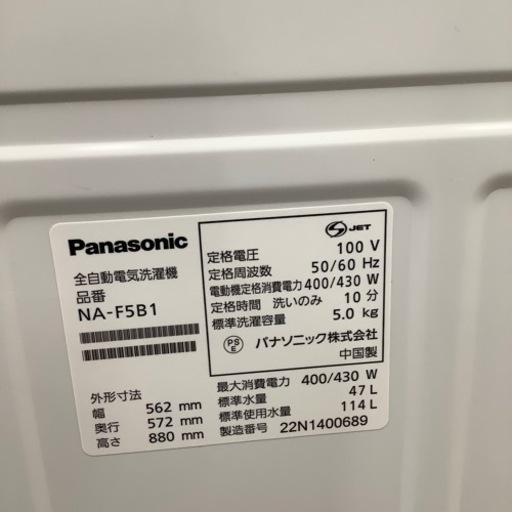 Panasonic
全自動電気洗濯機
品番
NA-F5B1
外形寸法
幅 562 mm
奥行 572 mm
高さ 880 mm
S JET
定格電圧 100 V
定格周波数 50/60 Hz
電動機定格消費電力 400/430 W
定格時間 洗いのみ 10 分
標準洗濯容量 5.0 kg
PSE パナソニック株式会社
中国製
最大消費電力 400/430 W
標準水量 47 L
標準使用水量 114 L
製造番号 22N1400689